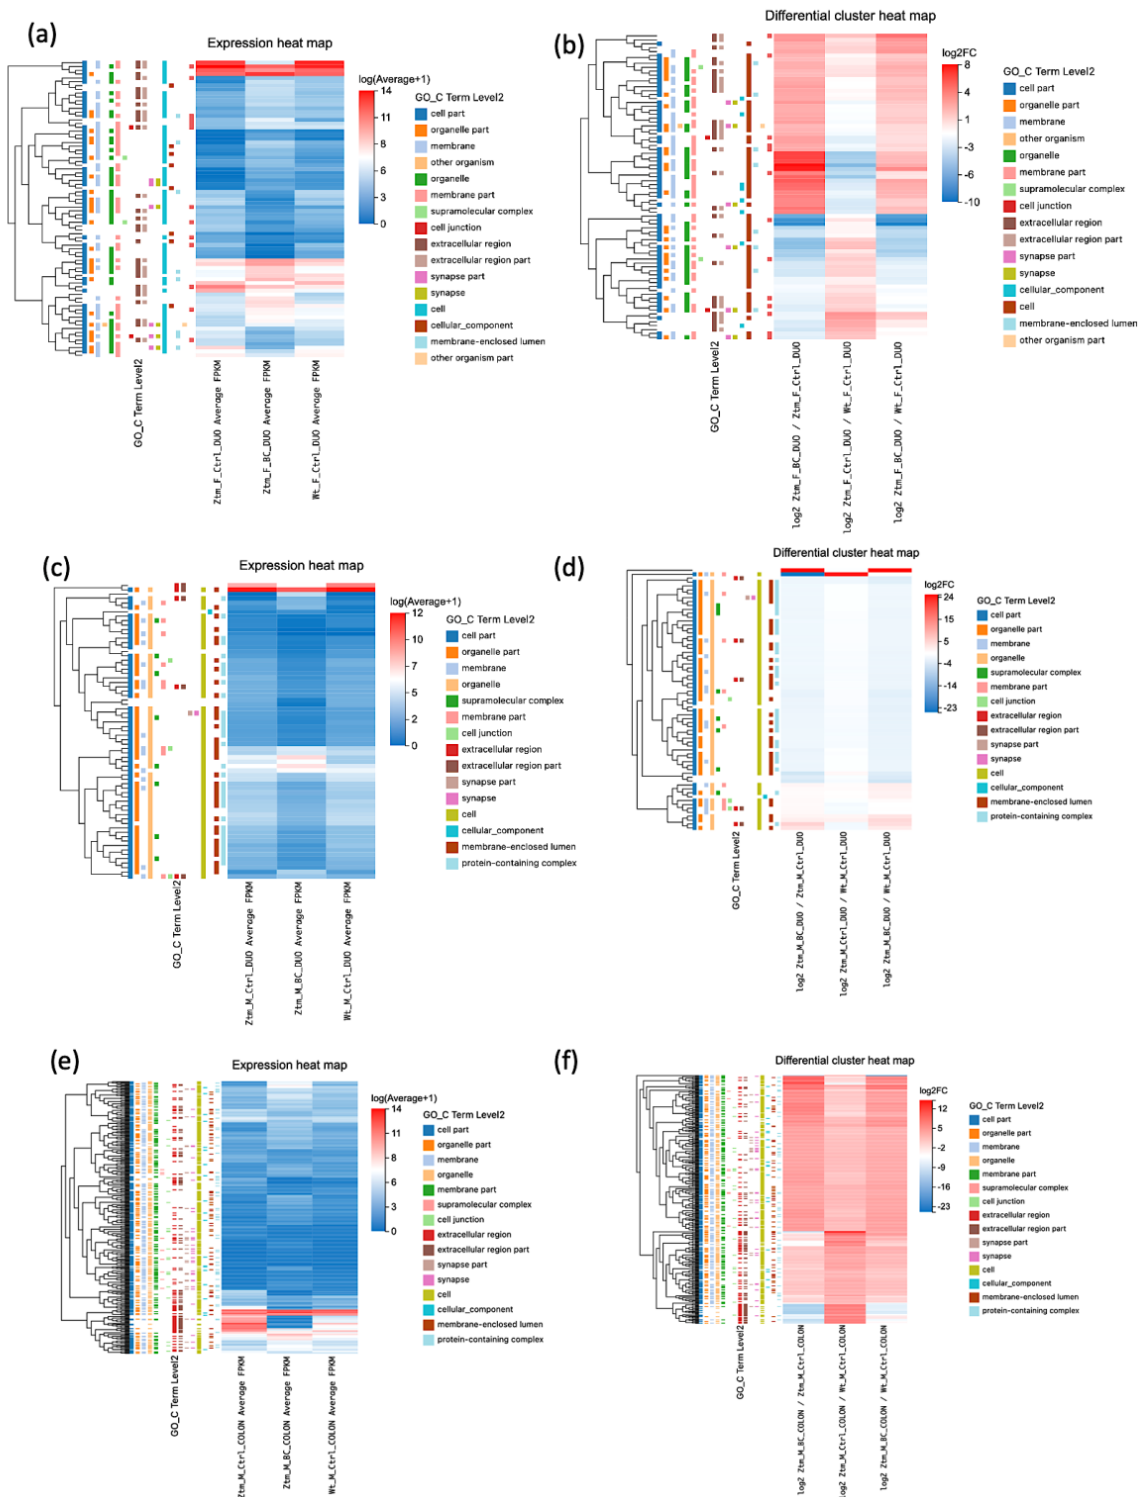 (a)
Expression heat map
log(Average+1)
14
11
8
6
3
0
GO_C Term Level2
cell part
organelle part
membrane
other organism
organelle
membrane part
supramolecular complex
cell junction
extracellular region
extracellular region part
synapse part
synapse
cell
cellular_component
membrane-enclosed lumen
other organism part
GO_C Term Level2
Ztm_F_Ctrl_DUO Average FPKM
Ztm_F_BC_DUO Average FPKM
Wt_F_Ctrl_DUO Average FPKM
(b)
Differential cluster heat map
log2FC
8
4
1
-3
-6
-10
GO_C Term Level2
cell part
organelle part
membrane
other organism
organelle
membrane part
supramolecular complex
cell junction
extracellular region
extracellular region part
synapse part
synapse
cellular_component
cell
membrane-enclosed lumen
other organism part
GO_C Term Level2
log2 Ztm_F_BC_DUO / Ztm_F_Ctrl_DUO
log2 Ztm_F_Ctrl_DUO / Wt_F_Ctrl_DUO
log2 Ztm_F_BC_DUO / Wt_F_Ctrl_DUO
(c)
Expression heat map
log(Average+1)
12
10
7
5
2
0
GO_C Term Level2
cell part
organelle part
membrane
organelle
supramolecular complex
membrane part
cell junction
extracellular region
extracellular region part
synapse part
synapse
cell
cellular_component
membrane-enclosed lumen
protein-containing complex
GO_C Term Level2
Ztm_M_Ctrl_DUO Average FPKM
Ztm_M_BC_DUO Average FPKM
Wt_M_Ctrl_DUO Average FPKM
(d)
Differential cluster heat map
log2FC
24
15
5
-5
-14
-23
GO_C Term Level2
cell part
organelle part
membrane
organelle
supramolecular complex
membrane part
cell junction
extracellular region
extracellular region part
synapse part
synapse
cell
cellular_component
membrane-enclosed lumen
protein-containing complex
GO_C Term Level2
log2 Ztm_M_BC_DUO / Ztm_M_Ctrl_DUO
log2 Ztm_M_Ctrl_DUO / Wt_M_Ctrl_DUO
log2 Ztm_M_BC_DUO / Wt_M_Ctrl_DUO
(e)
Expression heat map
log(Average+1)
14
11
8
6
3
0
GO_C Term Level2
cell part
organelle part
membrane
organelle
membrane part
supramolecular complex
cell junction
extracellular region
extracellular region part
synapse part
synapse
cell
cellular_component
membrane-enclosed lumen
protein-containing complex
GO_C Term Level2
Ztm_M_Ctrl_COLON Average FPKM
Ztm_M_BC_COLON Average FPKM
Wt_M_Ctrl_COLON Average FPKM
(f)
Differential cluster heat map
log2FC
12
5
-2
-9
-16
-23
GO_C Term Level2
cell part
organelle part
membrane
organelle
membrane part
supramolecular complex
cell junction
extracellular region
extracellular region part
synapse part
synapse
cell
cellular_component
membrane-enclosed lumen
protein-containing complex
GO_C Term Level2
log2 Ztm_M_BC_COLON / Ztm_M_Ctrl_COLON
log2 Ztm_M_Ctrl_COLON / Wt_M_Ctrl_COLON
log2 Ztm_M_BC_COLON / Wt_M_Ctrl_COLON